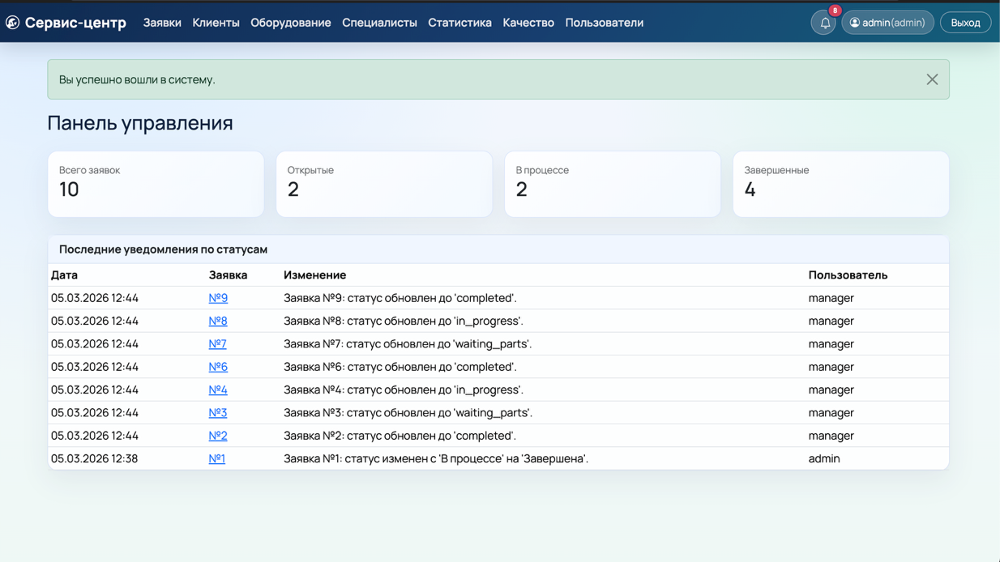 Сервис-центр Заявки Клиенты Оборудование Специалисты Статистика Качество Пользователи 8 admin(admin) Выход
Вы успешно вошли в систему.
Панель управления
Всего заявок Открытые В процессе Завершенные
10 2 2 4
Последние уведомления по статусам
Дата Заявка Изменение Пользователь
05.03.2026 12:44 №9 Заявка №9: статус обновлен до 'completed'. manager
05.03.2026 12:44 №8 Заявка №8: статус обновлен до 'in_progress'. manager
05.03.2026 12:44 №7 Заявка №7: статус обновлен до 'waiting_parts'. manager
05.03.2026 12:44 №6 Заявка №6: статус обновлен до 'completed'. manager
05.03.2026 12:44 №4 Заявка №4: статус обновлен до 'in_progress'. manager
05.03.2026 12:44 №3 Заявка №3: статус обновлен до 'waiting_parts'. manager
05.03.2026 12:44 №2 Заявка №2: статус обновлен до 'completed'. manager
05.03.2026 12:38 №1 Заявка №1: статус изменен с 'В процессе' на 'Завершена'. admin